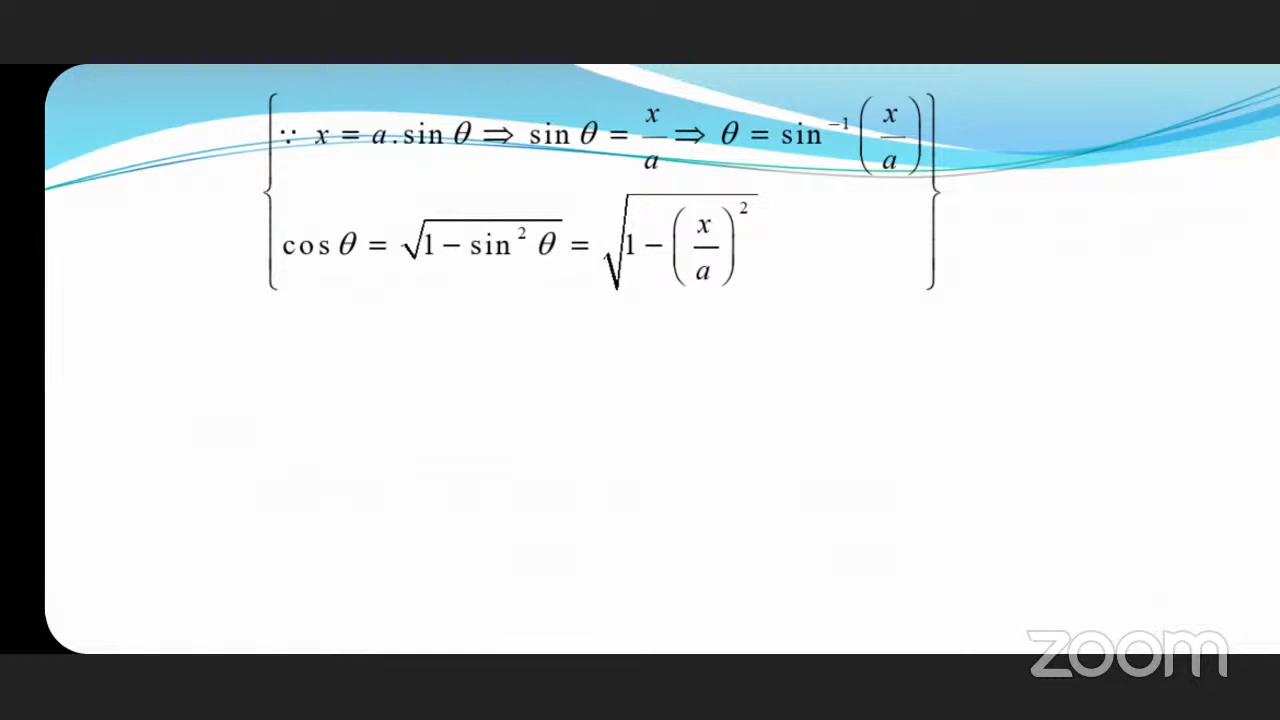 ∵ x = a.sin θ ⇒ sin θ = x/a ⇒ θ = sin⁻¹(x/a)
cos θ = √(1 − sin² θ) = √(1 − (x/a)²)
zoom